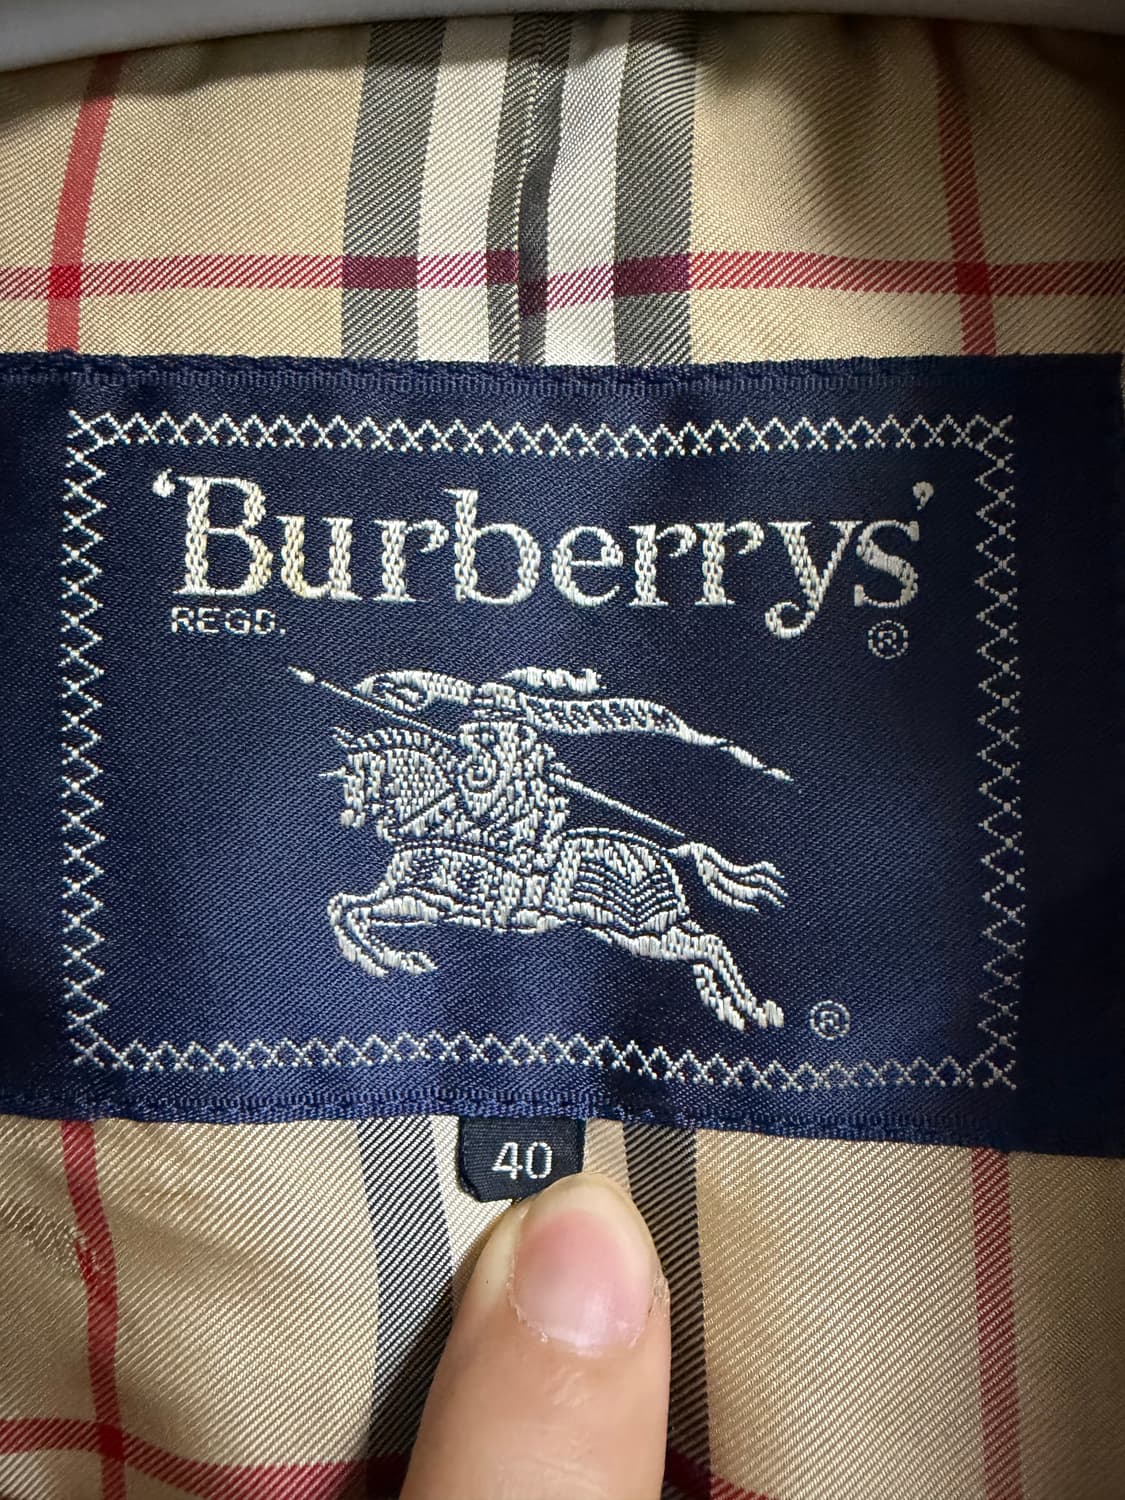 ‘Burberrys’
REGD. ®
®
40